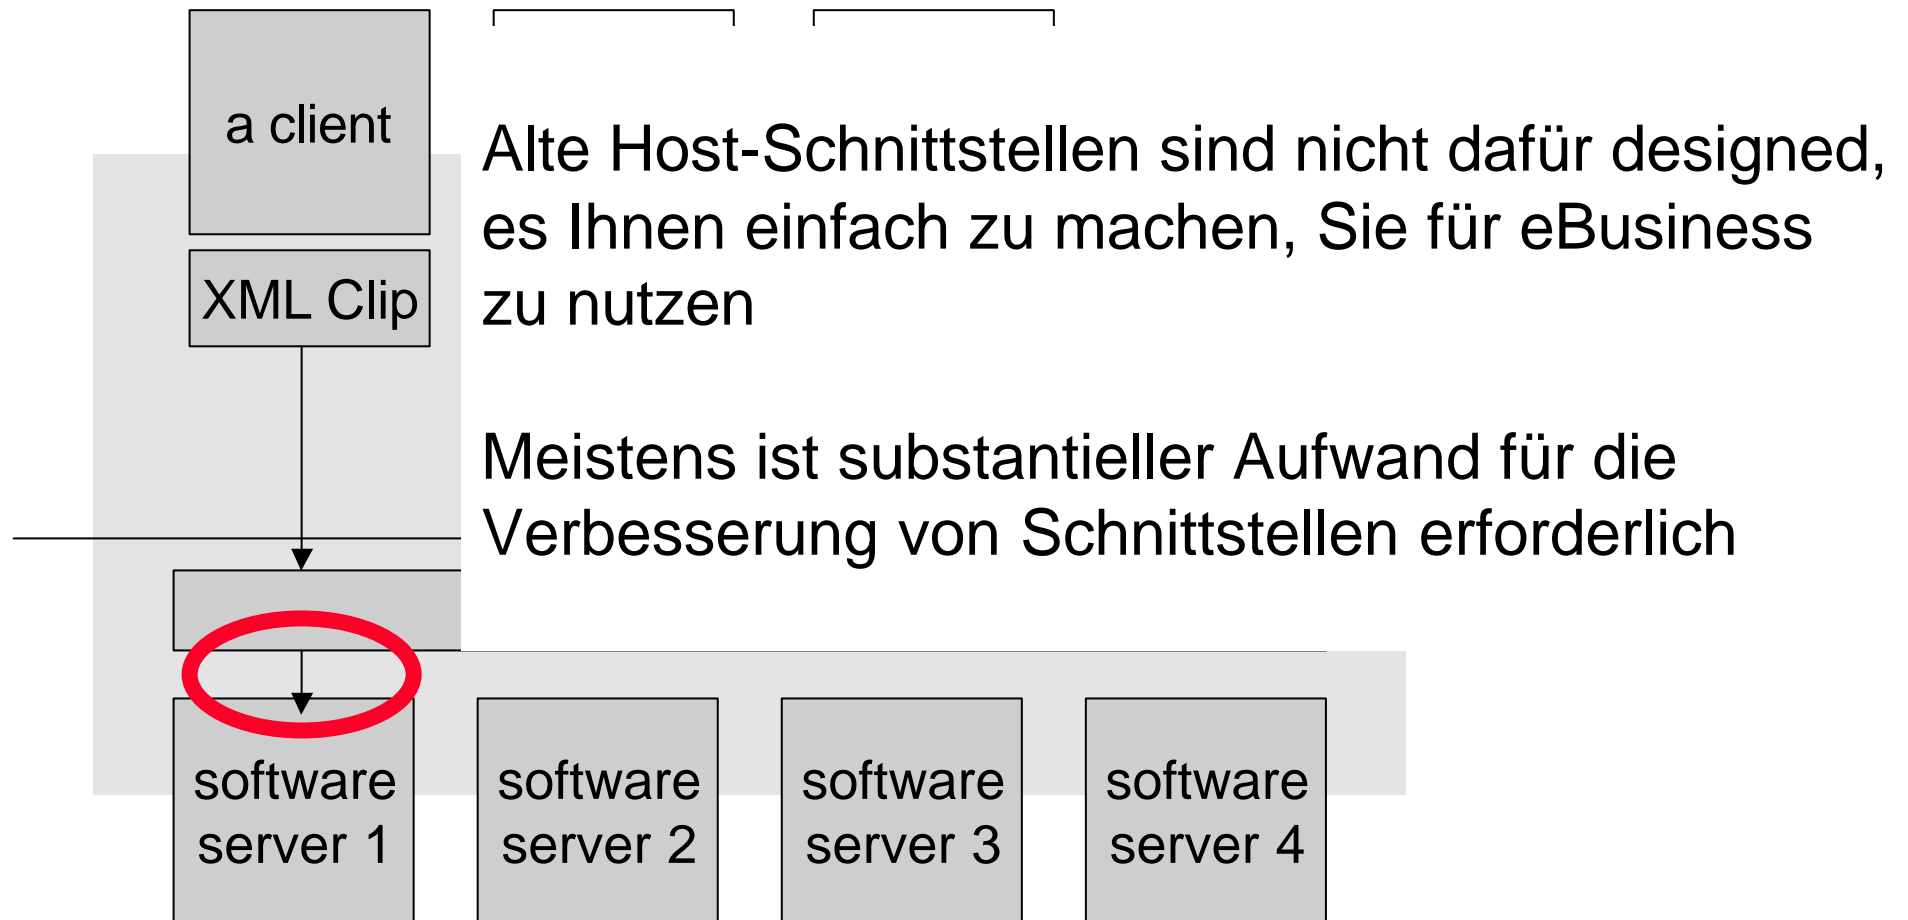 a client
XML Clip
Alte Host-Schnittstellen sind nicht dafür designed,
es Ihnen einfach zu machen, Sie für eBusiness
zu nutzen
Meistens ist substantieller Aufwand für die
Verbesserung von Schnittstellen erforderlich
software
server 1
software
server 2
software
server 3
software
server 4